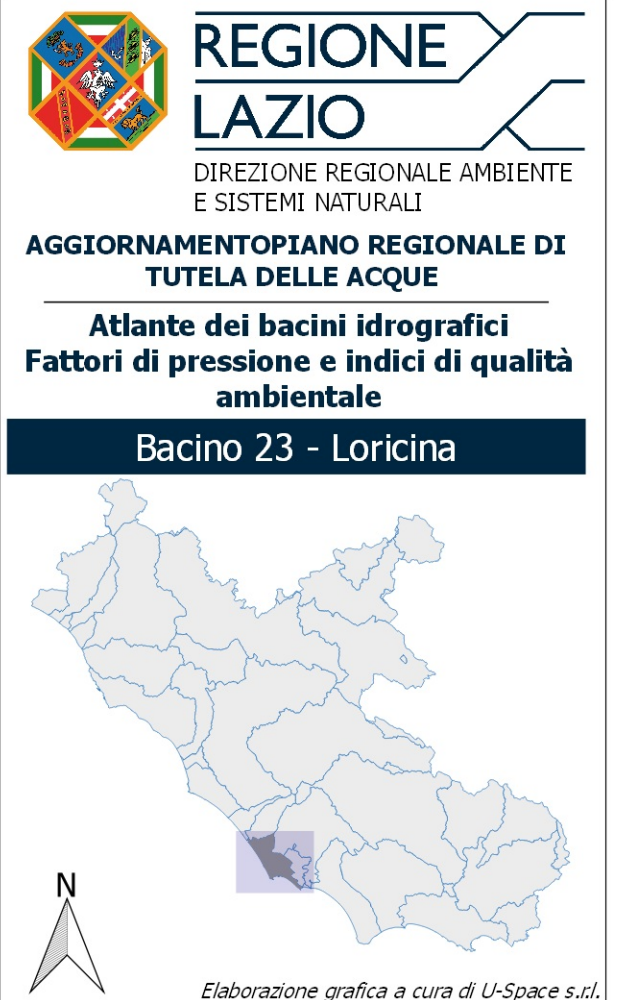 REGIONE
LAZIO
DIREZIONE REGIONALE AMBIENTE
E SISTEMI NATURALI
AGGIORNAMENTOPIANO REGIONALE DI
TUTELA DELLE ACQUE
Atlante dei bacini idrografici
Fattori di pressione e indici di qualità
ambientale
Bacino 23 - Loricina
N
Elaborazione grafica a cura di U-Space s.r.l.